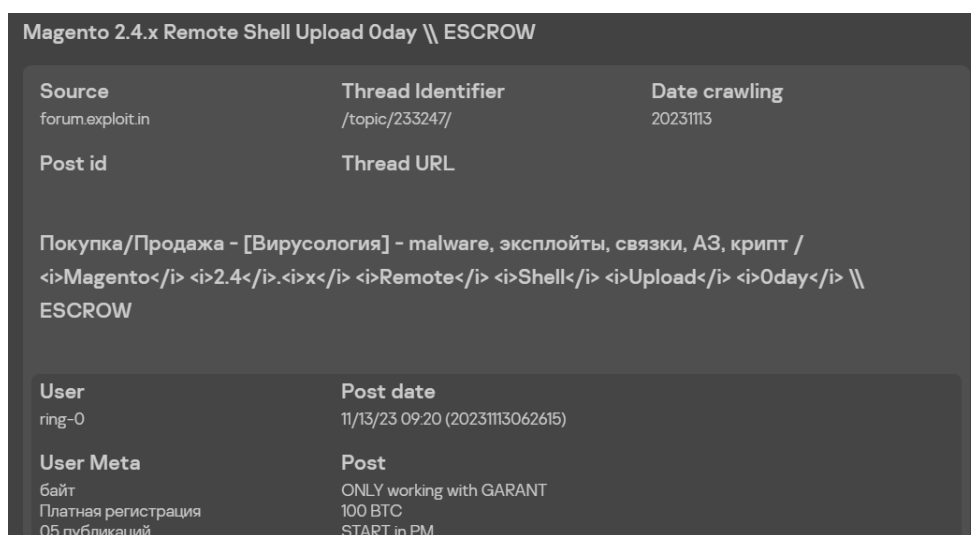 Magento 2.4.x Remote Shell Upload 0day \\ ESCROW
Source
Thread Identifier
Date crawling
forum.exploit.in
/topic/233247/
20231113
Post id
Thread URL
Покупка/Продажа - [Вирусология] - malware, эксплойты, связки, АЗ, крипт /
<i>Magento</i> <i>2.4</i>.<i>x</i> <i>Remote</i> <i>Shell</i> <i>Upload</i> <i>0day</i> \\
ESCROW
User
Post date
ring-0
11/13/23 09:20 (20231113062615)
User Meta
Post
байт
ONLY working with GARANT
Платная регистрация
100 BTC
05 публикаций
START in PM